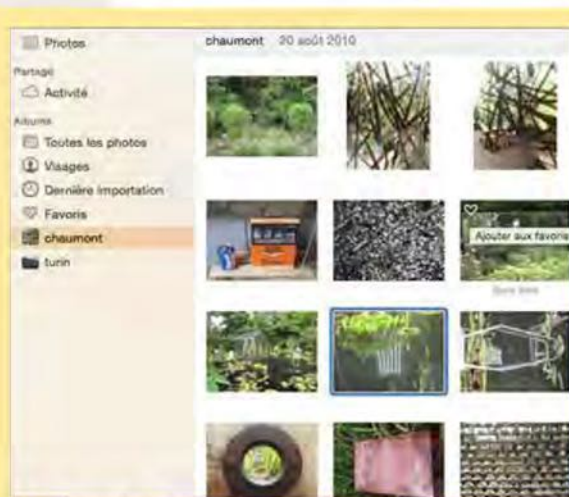 Photos
Partagé
Activité
Albums
Toutes les photos
Visages
Dernière importation
Favoris
chaumont
turin
chaumont 20 août 2010
Ajouter aux favoris